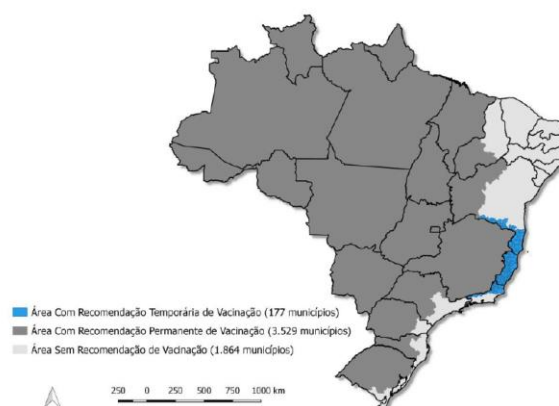 Área Com Recomendação Temporária de Vacinação (177 municípios)
Área Com Recomendação Permanente de Vacinação (3.529 municípios)
Área Sem Recomendação de Vacinação (1.864 municípios)
250 0 250 500 750 1000 km